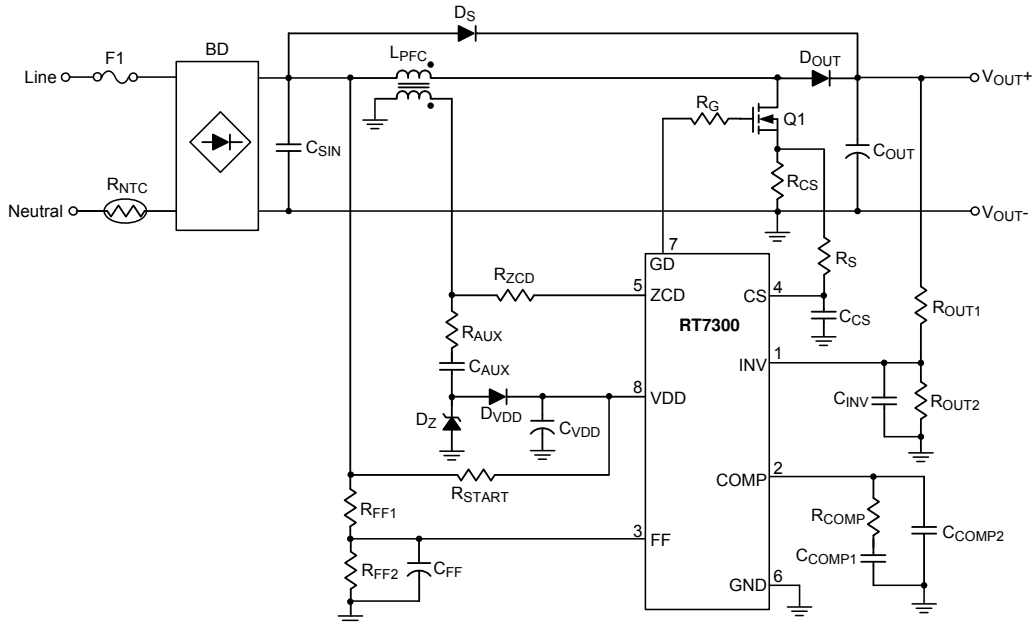 DS
F1
BD
LPFC
DOUT
Line
VOUT+
RG
Q1
CSIN
COUT
RNTC
RCS
Neutral
VOUT-
7
GD
RS
RZCD
5
ZCD
CS
4
ROUT1
RAUX
RT7300
CCS
CAUX
INV
1
8
VDD
CINV
ROUT2
DZ
DVDD
CVDD
COMP
2
RSTART
RFF1
RCOMP
3
FF
CCOMP2
RFF2
CFF
CCOMP1
GND
6